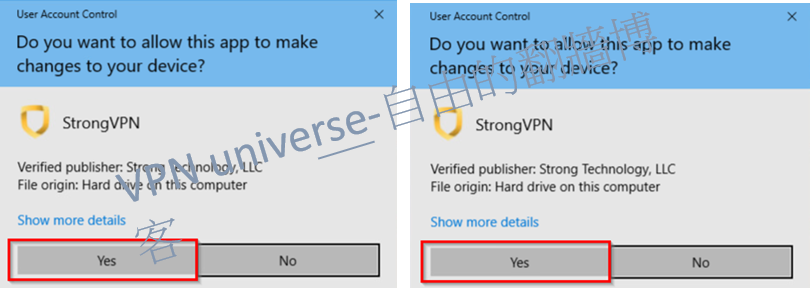 User Account Control
Do you want to allow this app to make
changes to your device?
StrongVPN
Verified publisher: Strong Technology, LLC
File origin: Hard drive on this computer
Show more details
Yes
No
User Account Control
Do you want to allow this app to make
changes to your device?
StrongVPN
Verified publisher: Strong Technology, LLC
File origin: Hard drive on this computer
Show more details
Yes
No
VPN universe-自由的翻牆博
客